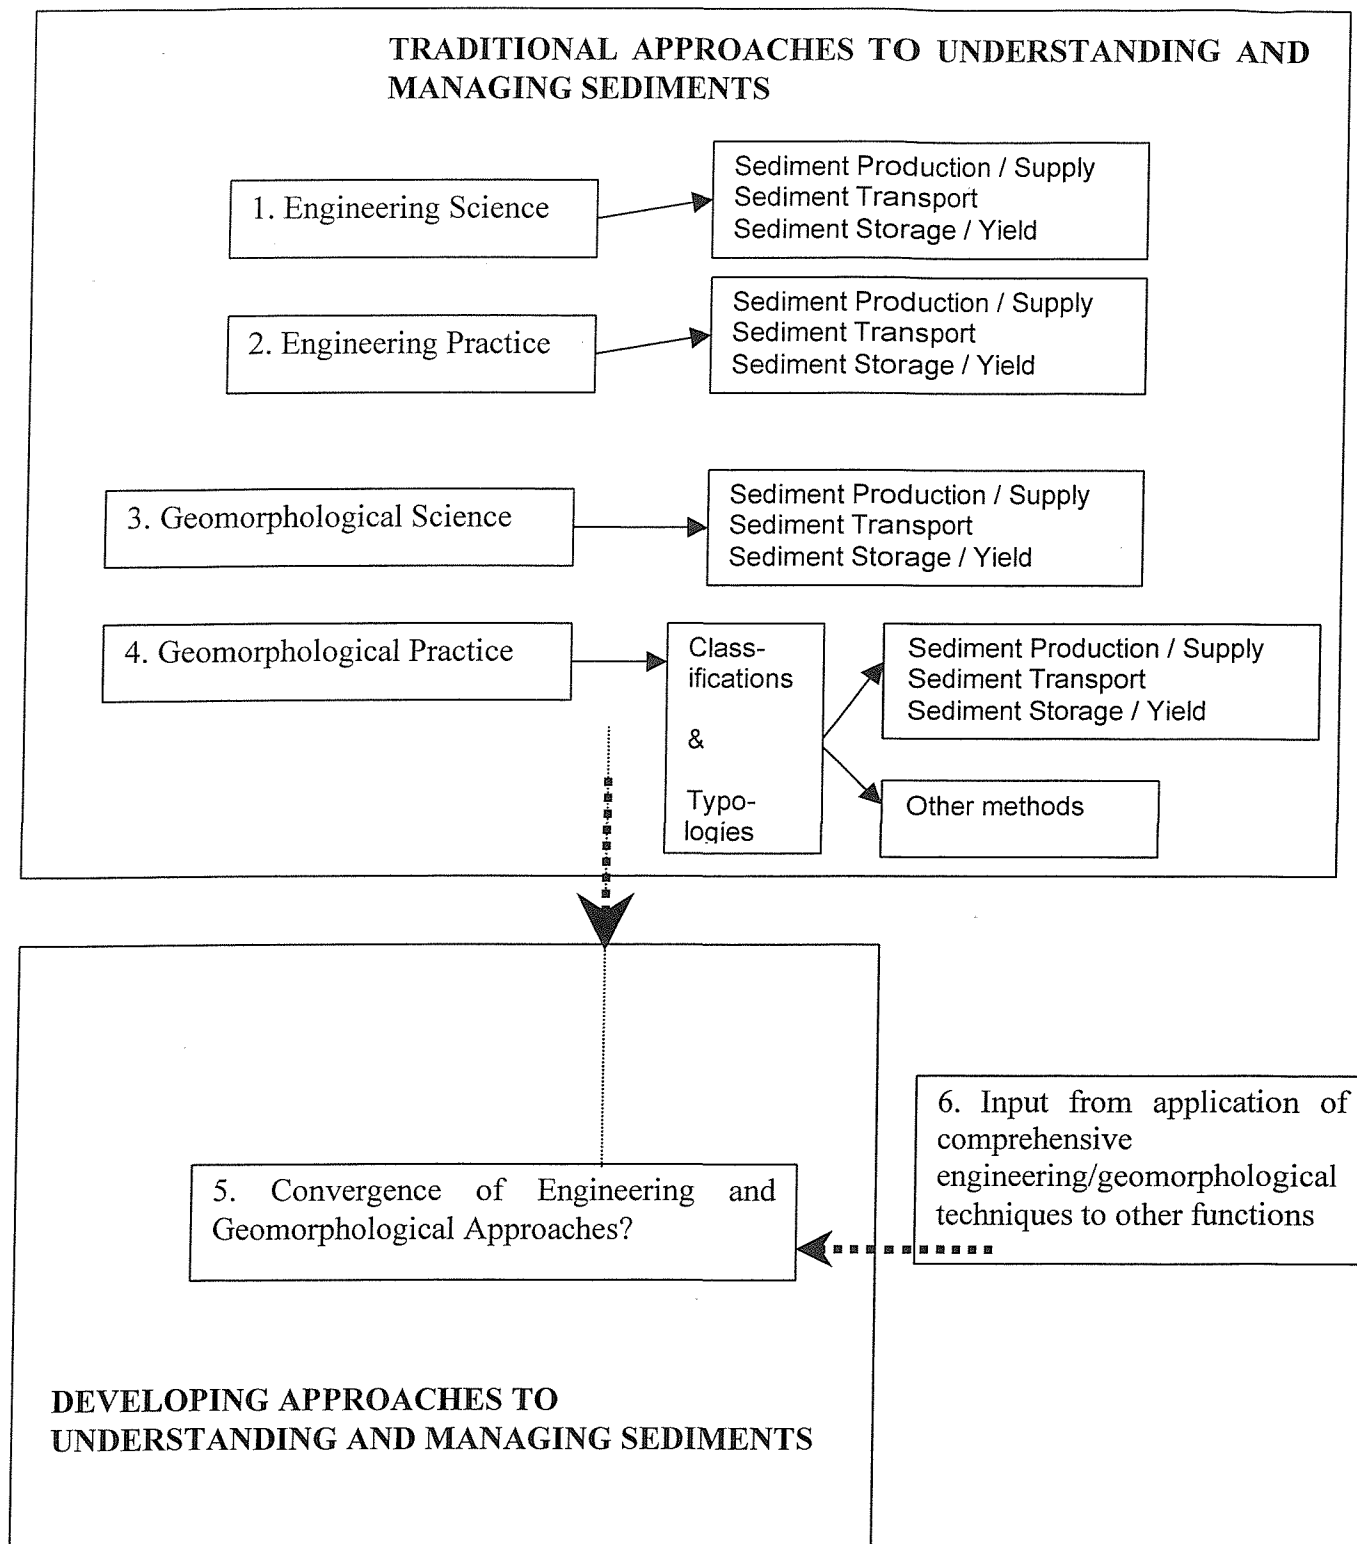 TRADITIONAL APPROACHES TO UNDERSTANDING AND
MANAGING SEDIMENTS
1. Engineering Science
Sediment Production / Supply
Sediment Transport
Sediment Storage / Yield
2. Engineering Practice
Sediment Production / Supply
Sediment Transport
Sediment Storage / Yield
3. Geomorphological Science
Sediment Production / Supply
Sediment Transport
Sediment Storage / Yield
4. Geomorphological Practice
Class-
ifications
&
Typo-
logies
Sediment Production / Supply
Sediment Transport
Sediment Storage / Yield
Other methods
5. Convergence of Engineering and
Geomorphological Approaches?
6. Input from application of
comprehensive
engineering/geomorphological
techniques to other functions
DEVELOPING APPROACHES TO
UNDERSTANDING AND MANAGING SEDIMENTS